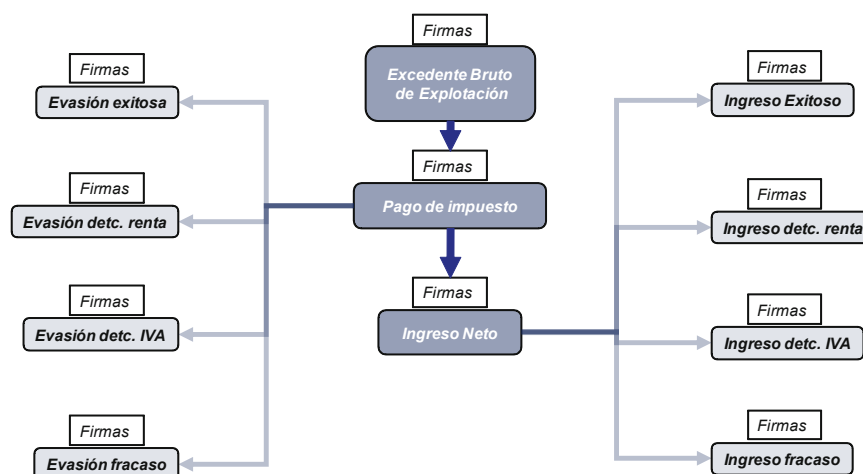 Firmas
Excedente Bruto
de Explotación
Firmas
Evasión exitosa
Firmas
Ingreso Exitoso
Firmas
Pago de impuesto
Firmas
Evasión detc. renta
Firmas
Ingreso detc. renta
Firmas
Ingreso Neto
Firmas
Evasión detc. IVA
Firmas
Ingreso detc. IVA
Firmas
Evasión fracaso
Firmas
Ingreso fracaso